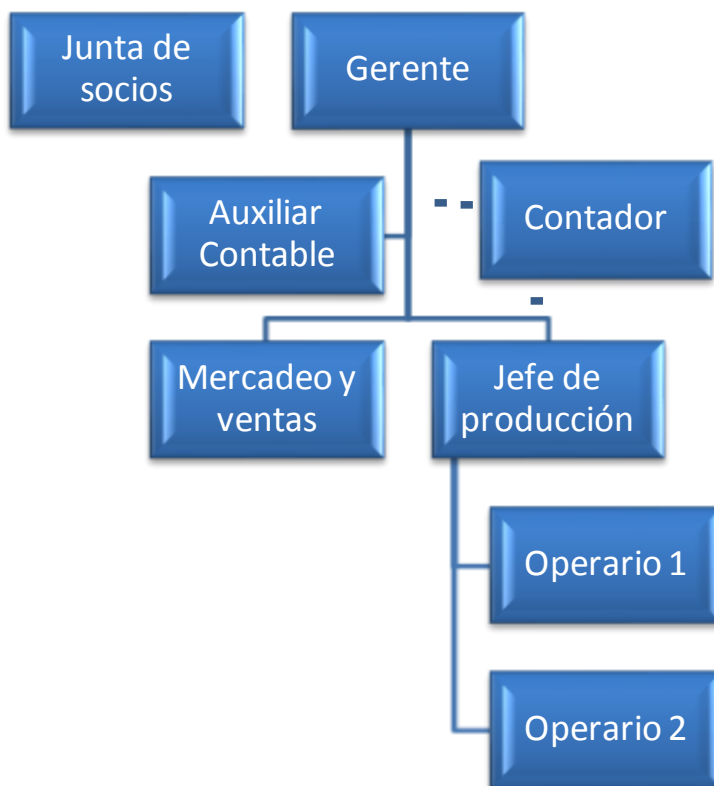 Junta de
socios
Gerente
Auxiliar
Contable
Contador
Mercadeo y
ventas
Jefe de
producción
Operario 1
Operario 2